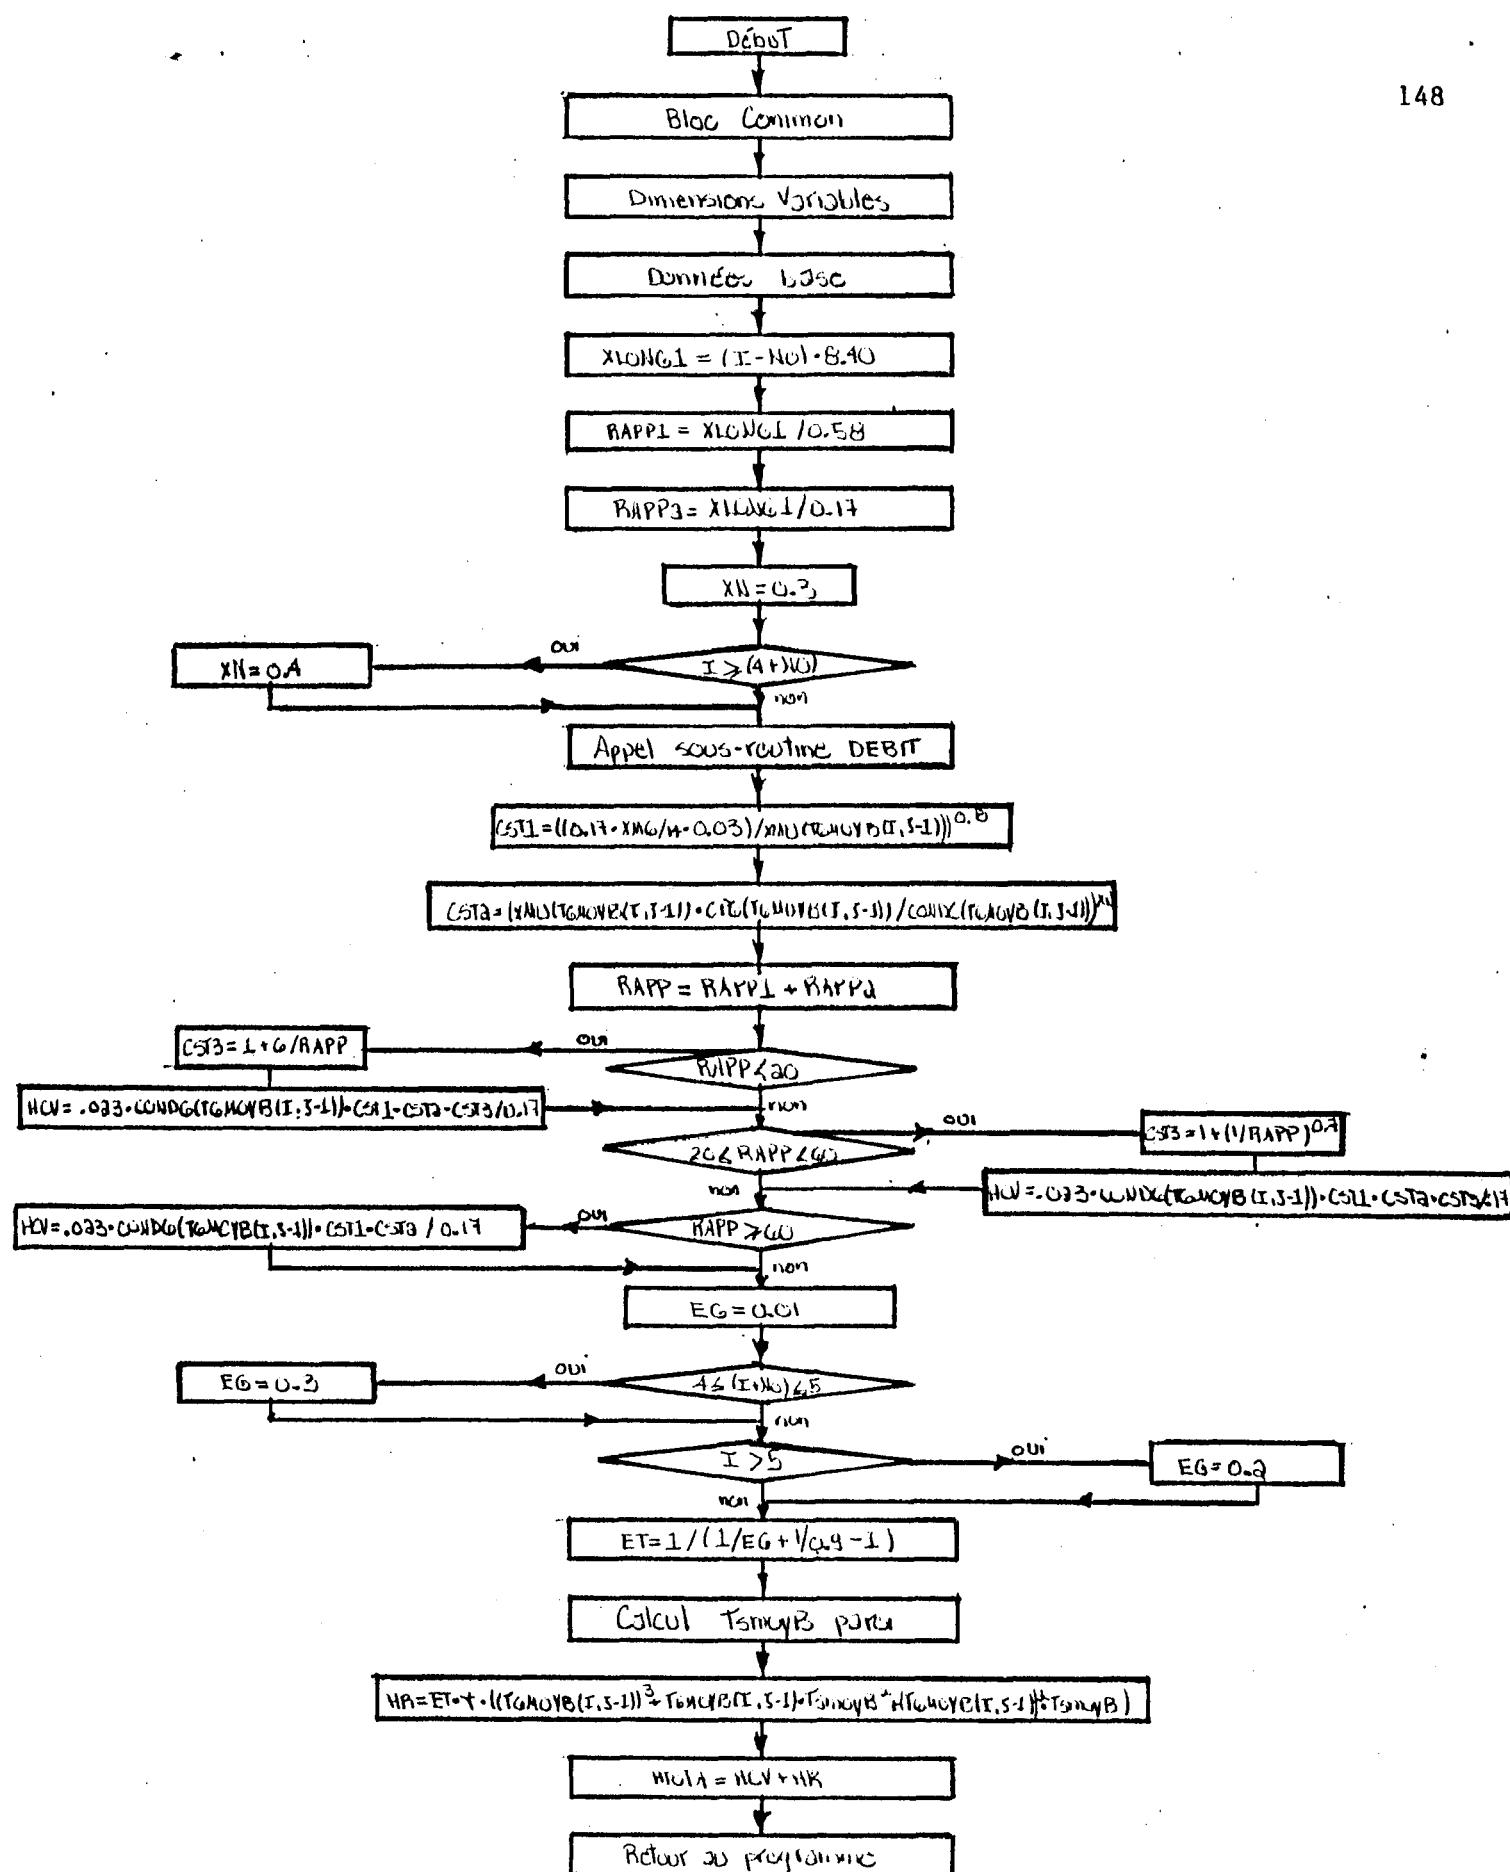 148
Début
Bloc Common
Dimensions Variables
Données base
XLONG1 = (I-NO)·8.40
RAPP1 = XLONG1 /0.58
RAPP2 = XLONG1/0.17
XN=0.3
I ≥ (4+NO)
oui
XN=0.4
non
Appel sous-routine DEBIT
CST1=((0.17·XMG/A·0.03)/XMU(TGMOYB(I,J-1)))^0.8
CST2=(XMU(TGMOYB(I,J-1))·CPG(TGMOYB(I,J-1))/CONDG(TGMOYB(I,J-1)))^XN
RAPP = RAPP1 + RAPP2
RAPP<20
oui
CST3=1+6/RAPP
HCV=.023·CONDG(TGMOYB(I,J-1))·CST1·CST2·CST3/0.17
non
20≤RAPP<60
oui
CST3=1+(1/RAPP)^0.7
HCV=.023·CONDG(TGMOYB(I,J-1))·CST1·CST2·CST3/.17
non
RAPP ≥ 60
oui
HCV=.023·CONDG(TGMOYB(I,J-1))·CST1·CST2 / 0.17
non
EG=0.01
4≤(I+NO)≤5
oui
EG=0.3
non
I >5
oui
EG=0.2
non
ET=1/(1/EG+1/0.9-1)
Calcul TsmoyB paroi
HR=ET·((TGMOYB(I,J-1))^3+TGMOYB(I,J-1)·TsmoyB TGMOYB(I,J-1) TsmoyB)
HTOTA = HCV+HR
Retour au programme